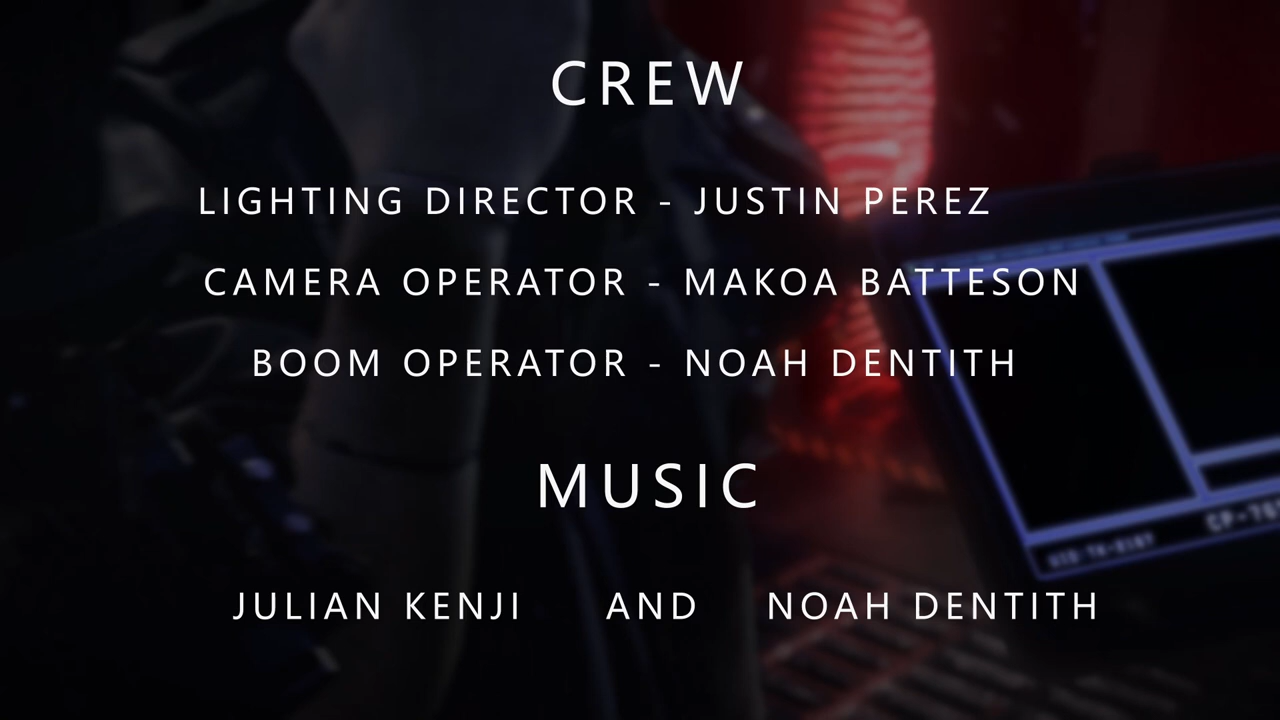 CREW
LIGHTING DIRECTOR - JUSTIN PEREZ
CAMERA OPERATOR - MAKOA BATTESON
BOOM OPERATOR - NOAH DENTITH
MUSIC
JULIAN KENJI AND NOAH DENTITH